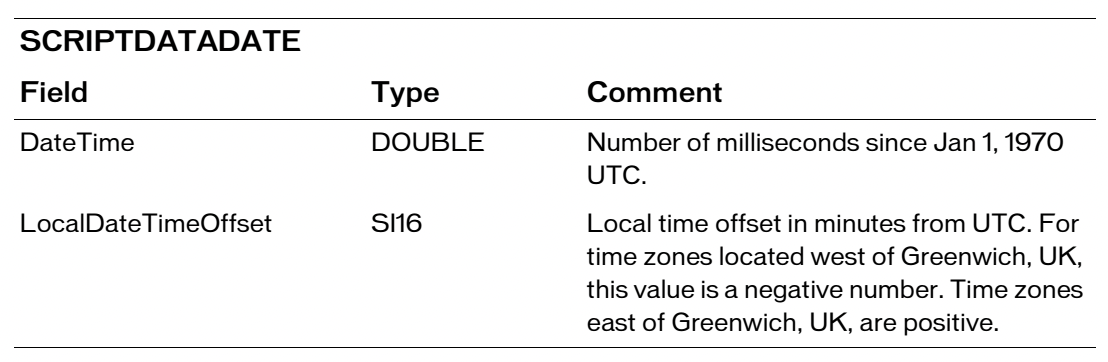 SCRIPTDATADATE
Field Type Comment
DateTime DOUBLE Number of milliseconds since Jan 1, 1970
UTC.
LocalDateTimeOffset SI16 Local time offset in minutes from UTC. For
time zones located west of Greenwich, UK,
this value is a negative number. Time zones
east of Greenwich, UK, are positive.